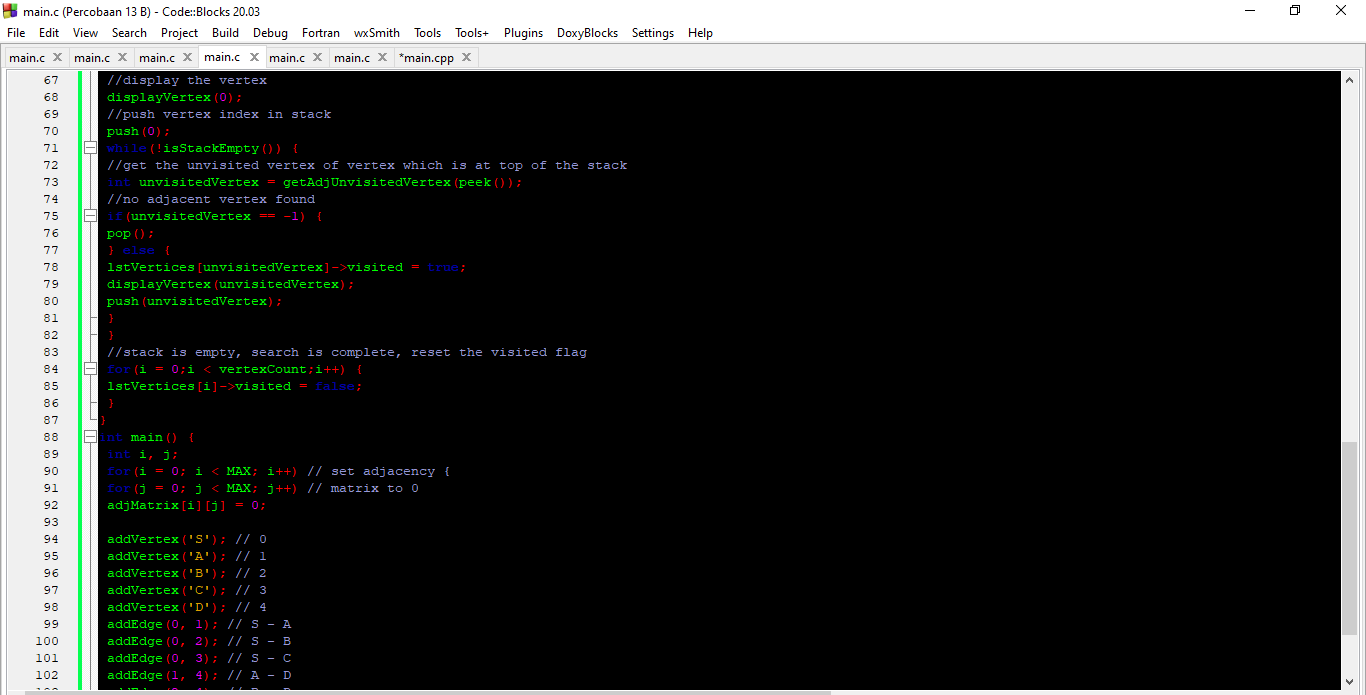 main.c (Percobaan 13 B) - Code::Blocks 20.03
File Edit View Search Project Build Debug Fortran wxSmith Tools Tools+ Plugins DoxyBlocks Settings Help
main.c main.c main.c main.c main.c main.c *main.cpp
67 //display the vertex
68 displayVertex(0);
69 //push vertex index in stack
70 push(0);
71 while(!isStackEmpty()) {
72 //get the unvisited vertex of vertex which is at top of the stack
73 int unvisitedVertex = getAdjUnvisitedVertex(peek());
74 //no adjacent vertex found
75 if(unvisitedVertex == -1) {
76 pop();
77 } else {
78 lstVertices[unvisitedVertex]->visited = true;
79 displayVertex(unvisitedVertex);
80 push(unvisitedVertex);
81 }
82 }
83 //stack is empty, search is complete, reset the visited flag
84 for(i = 0;i < vertexCount;i++) {
85 lstVertices[i]->visited = false;
86 }
87 }
88 int main() {
89 int i, j;
90 for(i = 0; i < MAX; i++) // set adjacency {
91 for(j = 0; j < MAX; j++) // matrix to 0
92 adjMatrix[i][j] = 0;
93
94 addVertex('S'); // 0
95 addVertex('A'); // 1
96 addVertex('B'); // 2
97 addVertex('C'); // 3
98 addVertex('D'); // 4
99 addEdge(0, 1); // S - A
100 addEdge(0, 2); // S - B
101 addEdge(0, 3); // S - C
102 addEdge(1, 4); // A - D